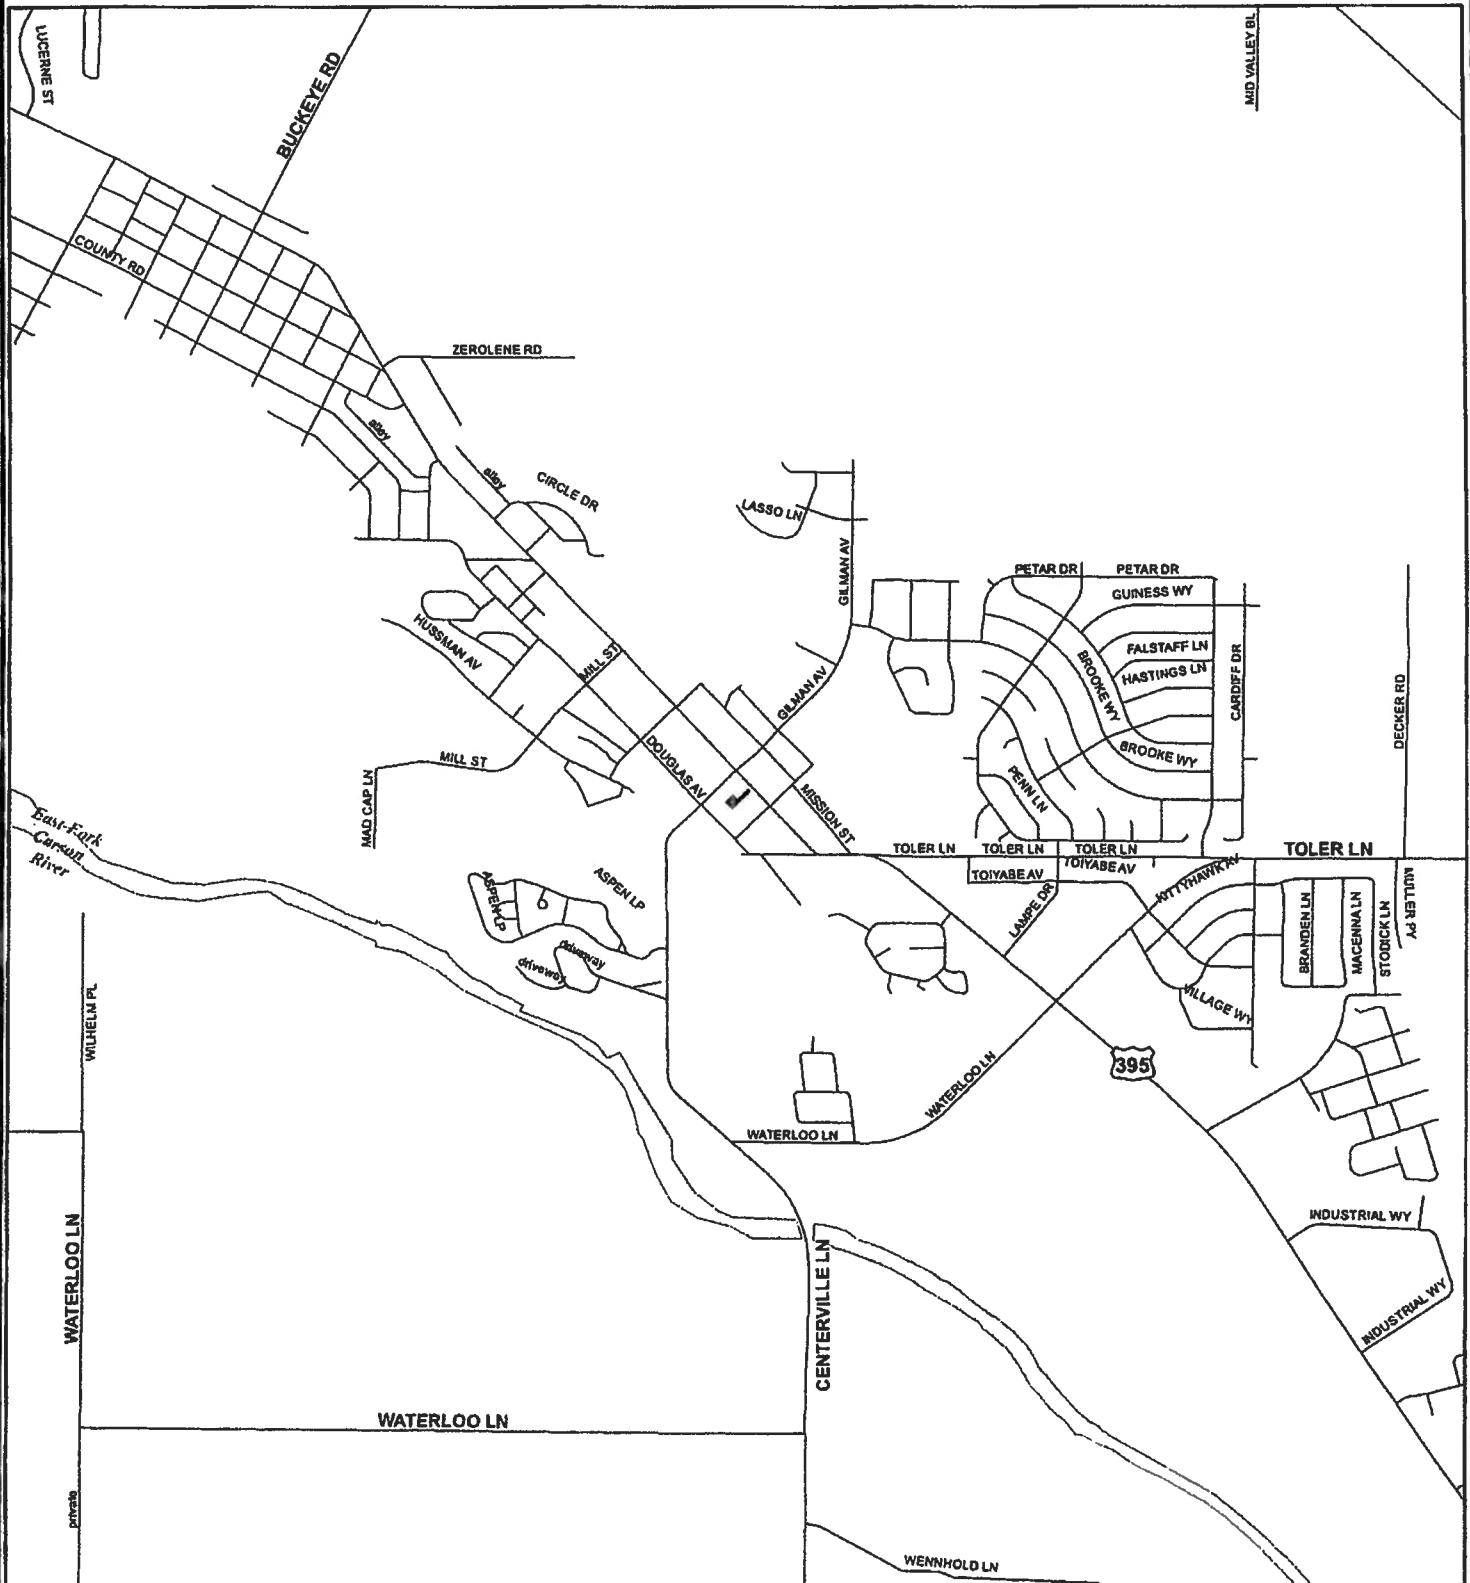 LUCERNE ST
BUCKEYE RD
MID VALLEY BL
COUNTY RD
ZEROLENE RD
alley
alley
CIRCLE DR
LASSO LN
GILMAN AV
PETAR DR
PETAR DR
GUINESS WY
HUSSMAN AV
MILL ST
FALSTAFF LN
HASTINGS LN
BROOKE WY
CARDIFF DR
DECKER RD
GILMAN AV
MILL ST
DOUGLAS AV
BROOKE WY
PENN LN
MAD CAP LN
MISSION ST
East Fork
Carson
River
TOLER LN
TOLER LN
TOLER LN
TOLER LN
TOIYABE AV
TOIYABE AV
KITTYHAWK AV
ASPEN LP
ASPEN LP
LAMPE DR
MULLER PY
BRANDEN LN
MACENNA LN
STODICK LN
driveway
driveway
VILLAGE WY
WILHELM PL
395
WATERLOO LN
WATERLOO LN
INDUSTRIAL WY
WATERLOO LN
CENTERVILLE LN
INDUSTRIAL WY
WATERLOO LN
private
WENNHOLD LN